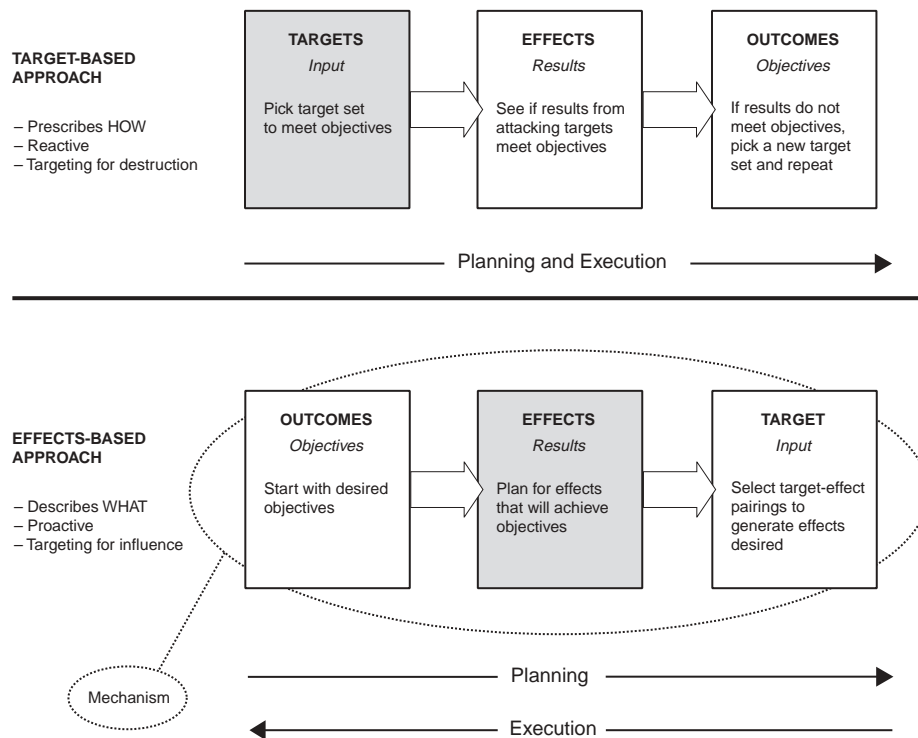 TARGET-BASED
APPROACH
– Prescribes HOW
– Reactive
– Targeting for destruction
TARGETS
Input
Pick target set
to meet objectives
EFFECTS
Results
See if results from
attacking targets
meet objectives
OUTCOMES
Objectives
If results do not
meet objectives,
pick a new target
set and repeat
Planning and Execution
EFFECTS-BASED
APPROACH
– Describes WHAT
– Proactive
– Targeting for influence
OUTCOMES
Objectives
Start with desired
objectives
EFFECTS
Results
Plan for effects
that will achieve
objectives
TARGET
Input
Select target-effect
pairings to
generate effects
desired
Mechanism
Planning
Execution